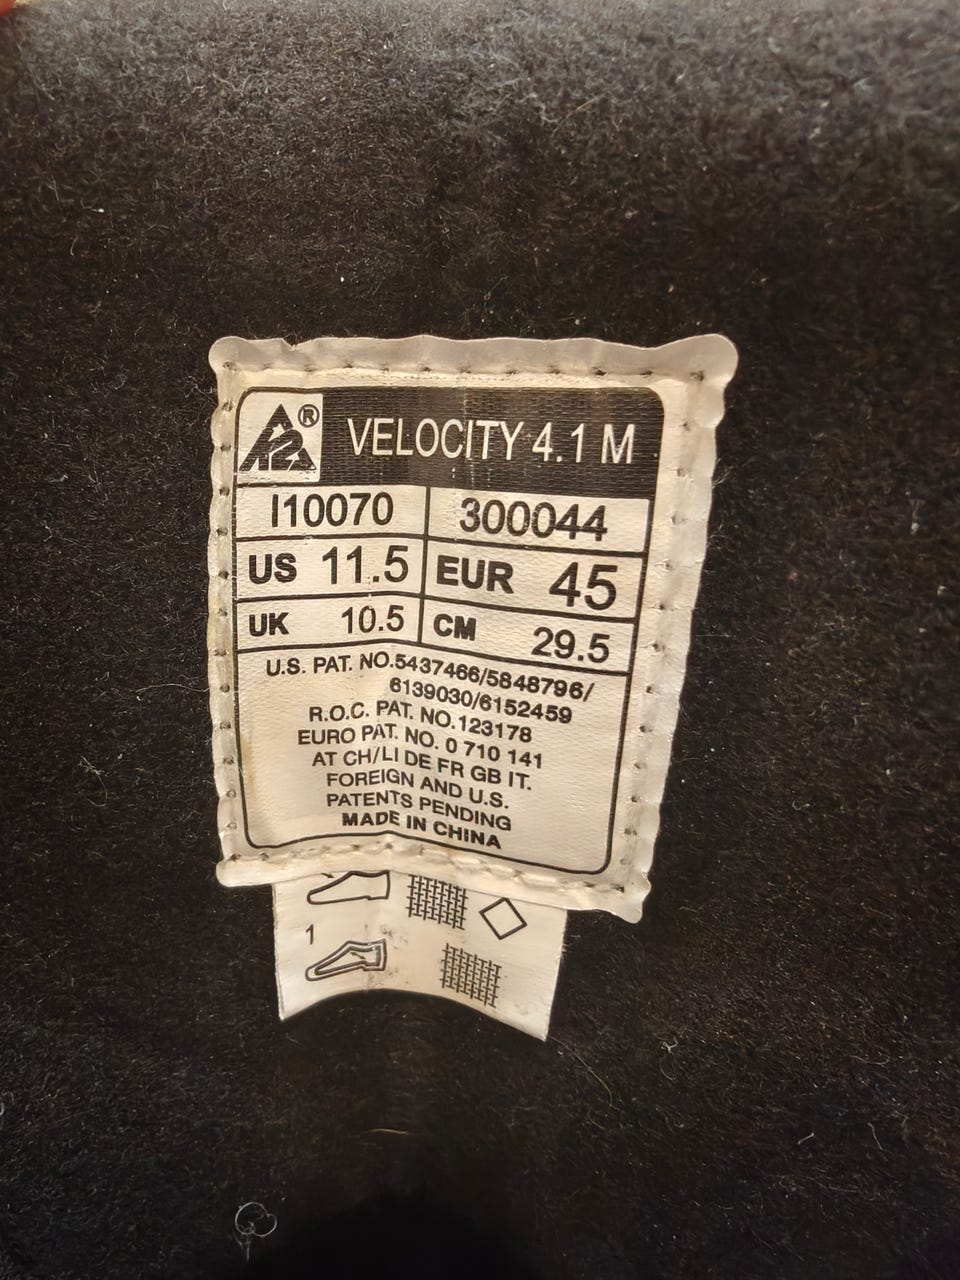 ®
VELOCITY 4.1 M
I10070 300044
US 11.5 EUR 45
UK 10.5 CM 29.5
U.S. PAT. NO.5437466/5848796/
6139030/6152459
R.O.C. PAT. NO.123178
EURO PAT. NO. 0 710 141
AT CH/LI DE FR GB IT.
FOREIGN AND U.S.
PATENTS PENDING
MADE IN CHINA
1